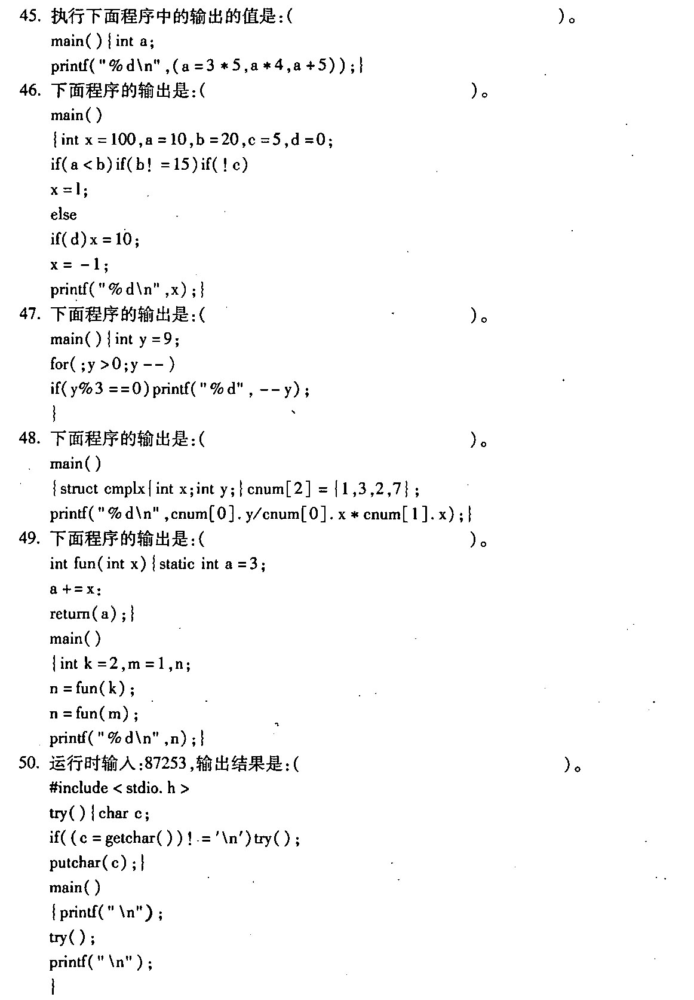 45. 执行下面程序中的输出的值是:( )。
main(){int a;
printf("%d\n",(a=3*5,a*4,a+5));}
46. 下面程序的输出是:( )。
main()
{int x=100,a=10,b=20,c=5,d=0;
if(a<b)if(b! =15)if(!c)
x=1;
else
if(d)x=10;
x= -1;
printf("%d\n",x);}
47. 下面程序的输出是:( )。
main(){int y=9;
for(;y>0;y--)
if(y%3==0)printf("%d", --y);
}
48. 下面程序的输出是:( )。
main()
{struct cmplx{int x;int y;}cnum[2] = {1,3,2,7};
printf("%d\n",cnum[0].y/cnum[0].x*cnum[1].x);}
49. 下面程序的输出是:( )。
int fun(int x){static int a=3;
a+=x;
return(a);}
main()
{int k=2,m=1,n;
n=fun(k);
n=fun(m);
printf("%d\n",n);}
50. 运行时输入:87253,输出结果是:( )。
#include<stdio.h>
try(){char c;
if((c=getchar())! ='\n')try();
putchar(c);}
main()
{printf("\n");
try();
printf("\n");
}